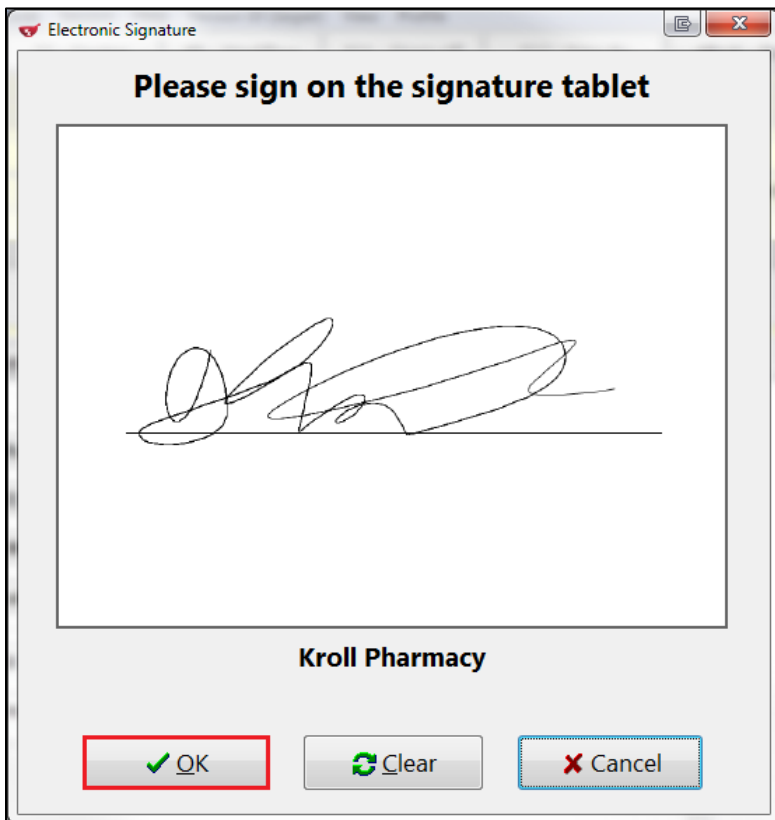 Electronic Signature
Please sign on the signature tablet
Kroll Pharmacy
OK
Clear
Cancel